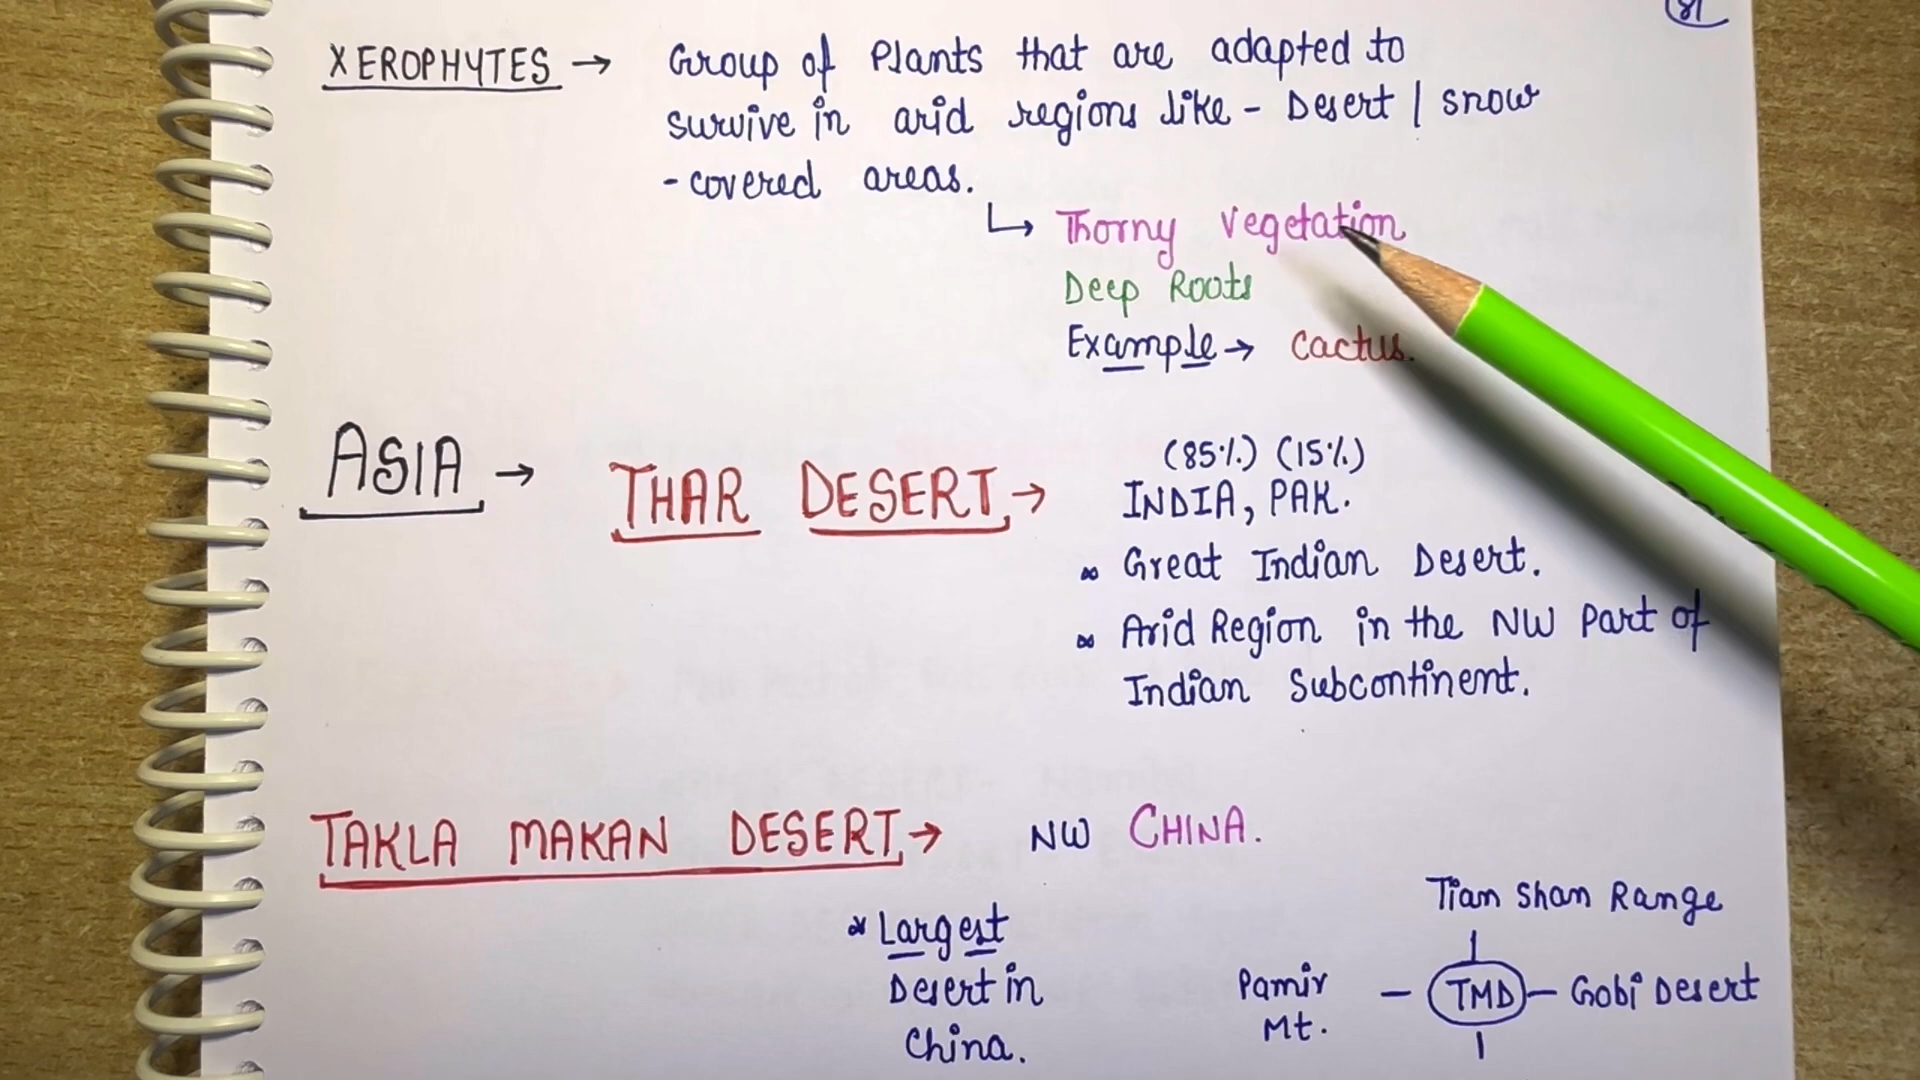 81
XEROPHYTES → Group of Plants that are adapted to
survive in arid regions like - Desert / snow
- covered areas.
↳ Thorny vegetation
Deep Roots
Example → Cactus.
(85%) (15%)
ASIA → THAR DESERT → INDIA, PAK.
Great Indian Desert.
Arid Region in the NW Part of
Indian Subcontinent.
TAKLA MAKAN DESERT → NW CHINA.
Tian Shan Range
* Largest
Desert in
China.
Pamir
Mt.
- TMD - Gobi Desert